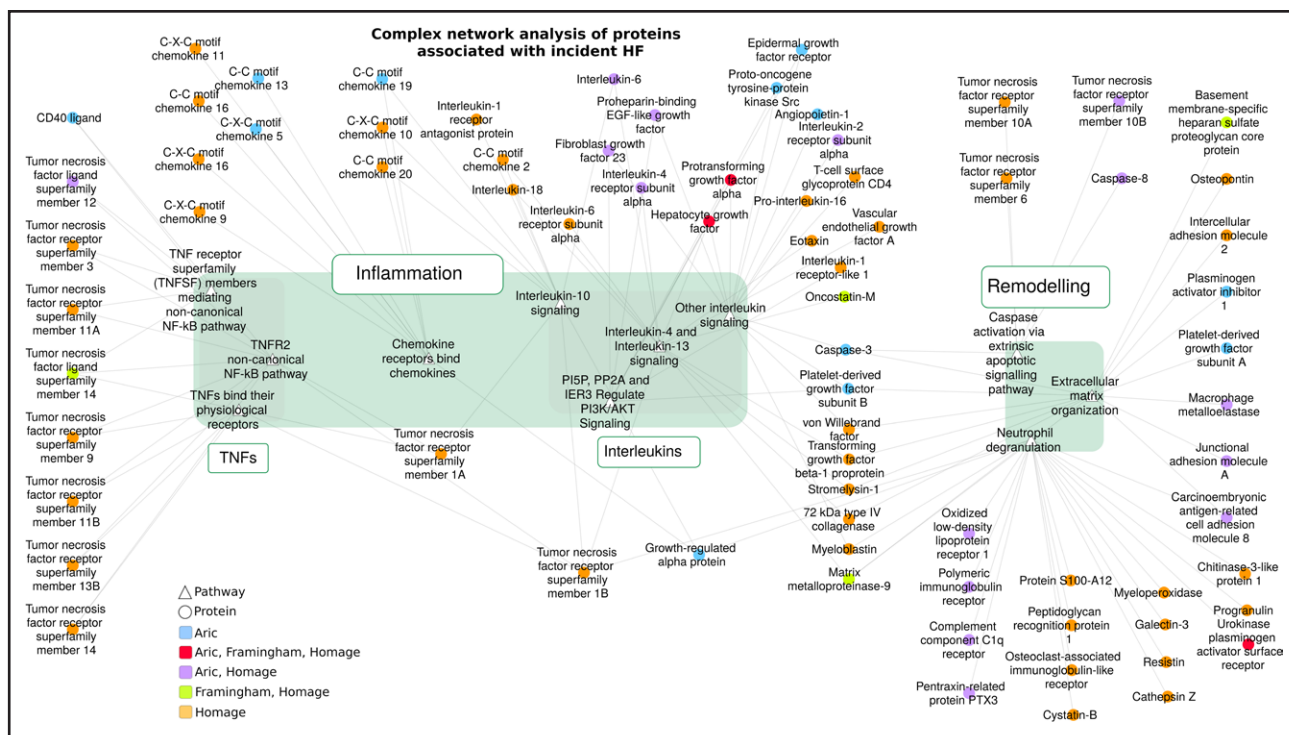 Complex network analysis of proteins
associated with incident HF
C-X-C motif
chemokine 11
C-C motif
chemokine 13
C-C motif
chemokine 16
C-X-C motif
chemokine 5
C-X-C motif
chemokine 16
C-X-C motif
chemokine 9
C-C motif
chemokine 19
C-X-C motif
chemokine 10
C-C motif
chemokine 20
Interleukin-1
receptor
antagonist protein
C-C motif
chemokine 2
Interleukin-18
Interleukin-6
receptor subunit
alpha
Interleukin-6
Proheparin-binding
EGF-like growth
factor
Fibroblast growth
factor 23
Interleukin-4
receptor subunit
alpha
Protransforming
growth factor
alpha
Hepatocyte growth
factor
Epidermal growth
factor receptor
Proto-oncogene
tyrosine-protein
kinase Src
Angiopoietin-1
Interleukin-2
receptor subunit
alpha
T-cell surface
glycoprotein CD4
Pro-interleukin-16
Vascular
endothelial growth
factor A
Eotaxin
Interleukin-1
receptor-like 1
Oncostatin-M
Caspase-3
Platelet-derived
growth factor
subunit B
von Willebrand
factor
Transforming
growth factor
beta-1 proprotein
Stromelysin-1
72 kDa type IV
collagenase
Myeloblastin
Matrix
metalloproteinase-9
CD40 ligand
Tumor necrosis
factor ligand
superfamily
member 12
Tumor necrosis
factor receptor
superfamily
member 3
Tumor necrosis
factor receptor
superfamily
member 11A
Tumor necrosis
factor ligand
superfamily
member 14
Tumor necrosis
factor receptor
superfamily
member 9
Tumor necrosis
factor receptor
superfamily
member 11B
Tumor necrosis
factor receptor
superfamily
member 13B
Tumor necrosis
factor receptor
superfamily
member 14
TNF receptor
superfamily
(TNFSF) members
mediating
non-canonical
NF-kB pathway
TNFR2
non-canonical
NF-kB pathway
TNFs bind their
physiological
receptors
TNFs
Inflammation
Chemokine
receptors bind
chemokines
Interleukin-10
signaling
Interleukin-4 and
Interleukin-13
signaling
Other interleukin
signaling
PI5P, PP2A and
IER3 Regulate
PI3K/AKT
Signaling
Interleukins
Tumor necrosis
factor receptor
superfamily
member 1A
Tumor necrosis
factor receptor
superfamily
member 1B
Growth-regulated
alpha protein
Tumor necrosis
factor receptor
superfamily
member 10A
Tumor necrosis
factor receptor
superfamily
member 10B
Tumor necrosis
factor receptor
superfamily
member 6
Caspase-8
Remodelling
Caspase
activation via
extrinsic
apoptotic
signalling
pathway
Extracellular
matrix
organization
Neutrophil
degranulation
Basement
membrane-specific
heparan sulfate
proteoglycan core
protein
Osteopontin
Intercellular
adhesion molecule
2
Plasminogen
activator inhibitor
1
Platelet-derived
growth factor
subunit A
Macrophage
metalloelastase
Junctional
adhesion molecule
A
Carcinoembryonic
antigen-related
cell adhesion
molecule 8
Chitinase-3-like
protein 1
Progranulin
Urokinase
plasminogen
activator surface
receptor
Oxidized
low-density
lipoprotein
receptor 1
Polymeric
immunoglobulin
receptor
Complement
component C1q
receptor
Pentraxin-related
protein PTX3
Protein S100-A12
Peptidoglycan
recognition protein
1
Osteoclast-associated
immunoglobulin-like
receptor
Cystatin-B
Myeloperoxidase
Galectin-3
Resistin
Cathepsin Z
Pathway
Protein
Aric
Aric, Framingham, Homage
Aric, Homage
Framingham, Homage
Homage